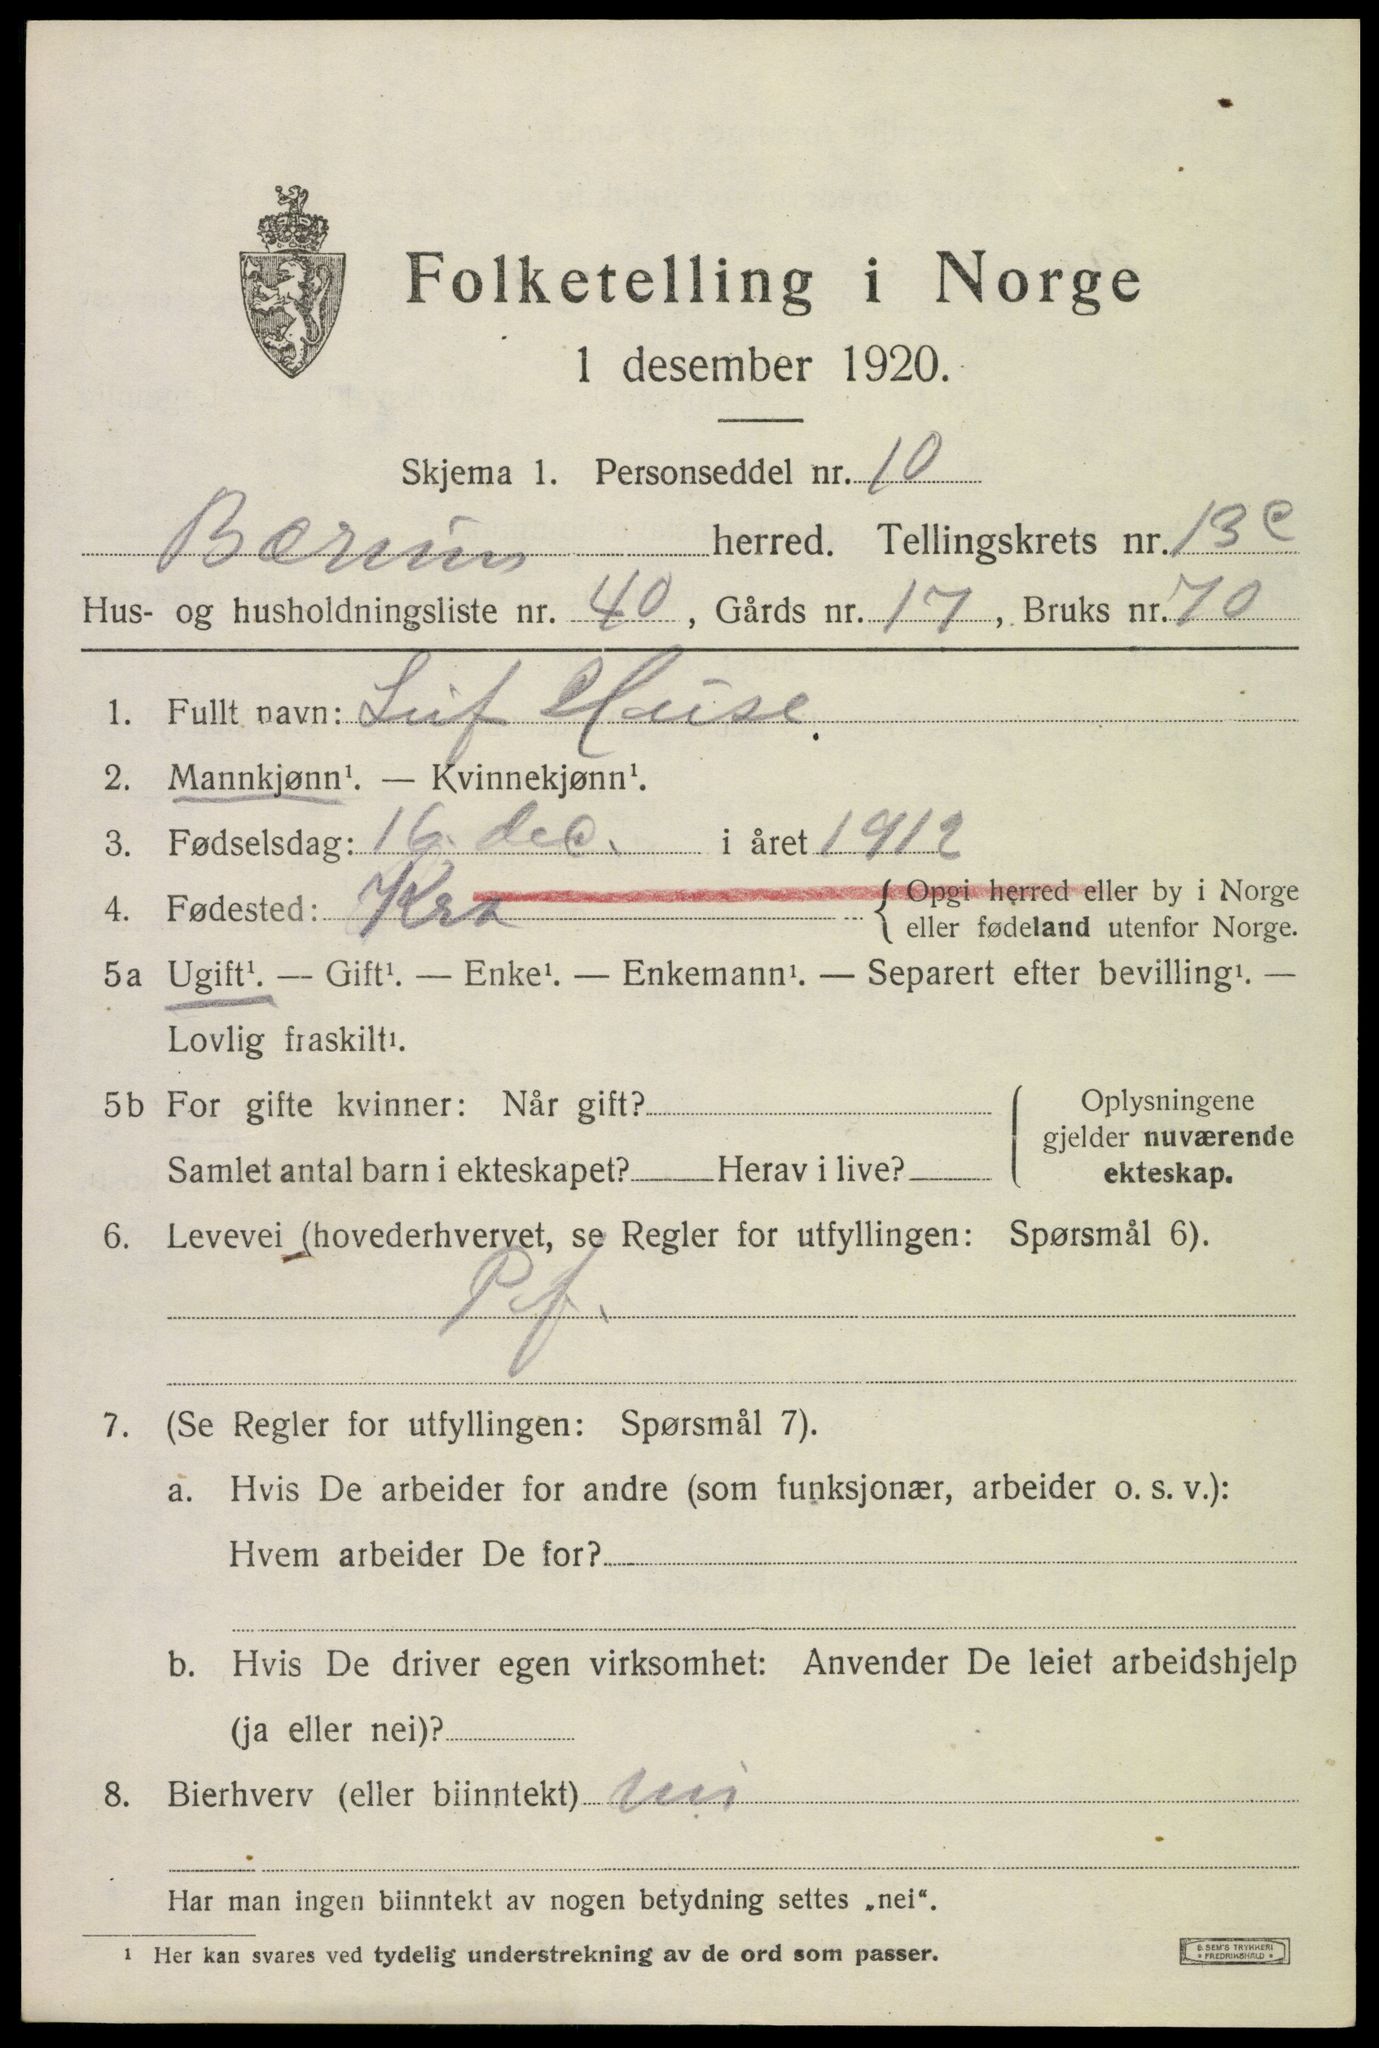 Folketelling i Norge
1 desember 1920.
Skjema 1. Personseddel nr. 10
Bærum herred. Tellingskrets nr. 13c
Hus- og husholdningsliste nr. 40, Gårds nr. 17, Bruks nr. 70
1. Fullt navn: Leif Huse.
2. Mannkjønn¹. — Kvinnekjønn¹.
3. Fødselsdag: 16. dec. i året 1912
4. Fødested: Kra { Opgi herred eller by i Norge
eller fødeland utenfor Norge.
5a Ugift¹. — Gift¹. — Enke¹. — Enkemann¹. — Separert efter bevilling¹. —
Lovlig fraskilt¹.
5b For gifte kvinner: Når gift?
Samlet antal barn i ekteskapet? Herav i live?
Oplysningene
gjelder nuværende
ekteskap.
6. Levevei (hovederhvervet, se Regler for utfyllingen: Spørsmål 6).
Pf.
7. (Se Regler for utfyllingen: Spørsmål 7).
a. Hvis De arbeider for andre (som funksjonær, arbeider o. s. v.):
Hvem arbeider De for?
b. Hvis De driver egen virksomhet: Anvender De leiet arbeidshjelp
(ja eller nei)?
8. Bierhverv (eller biinntekt) nei
Har man ingen biinntekt av nogen betydning settes „nei“.
¹ Her kan svares ved tydelig understrekning av de ord som passer.
E. SEM'S TRYKKERI
* FREDRIKSHALD *